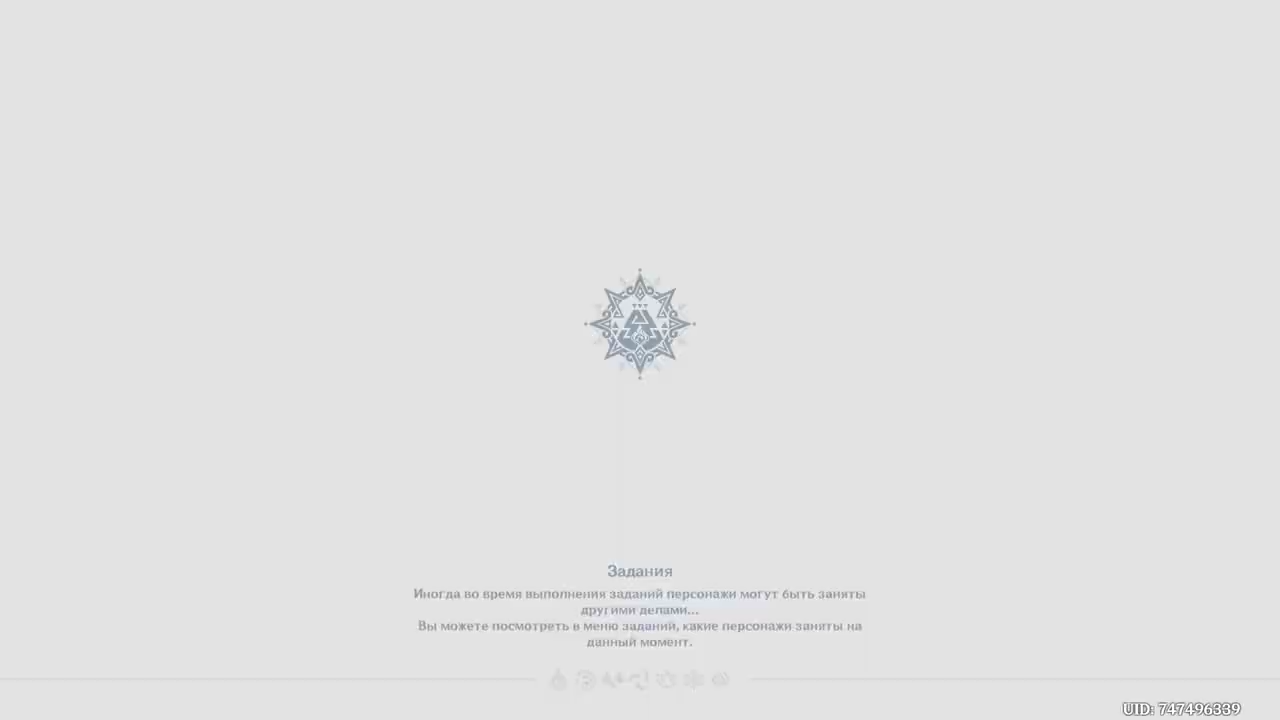 Задания
Иногда во время выполнения заданий персонажи могут быть заняты
другими делами...
Вы можете посмотреть в меню заданий, какие персонажи заняты на
данный момент.
UID: 747496339